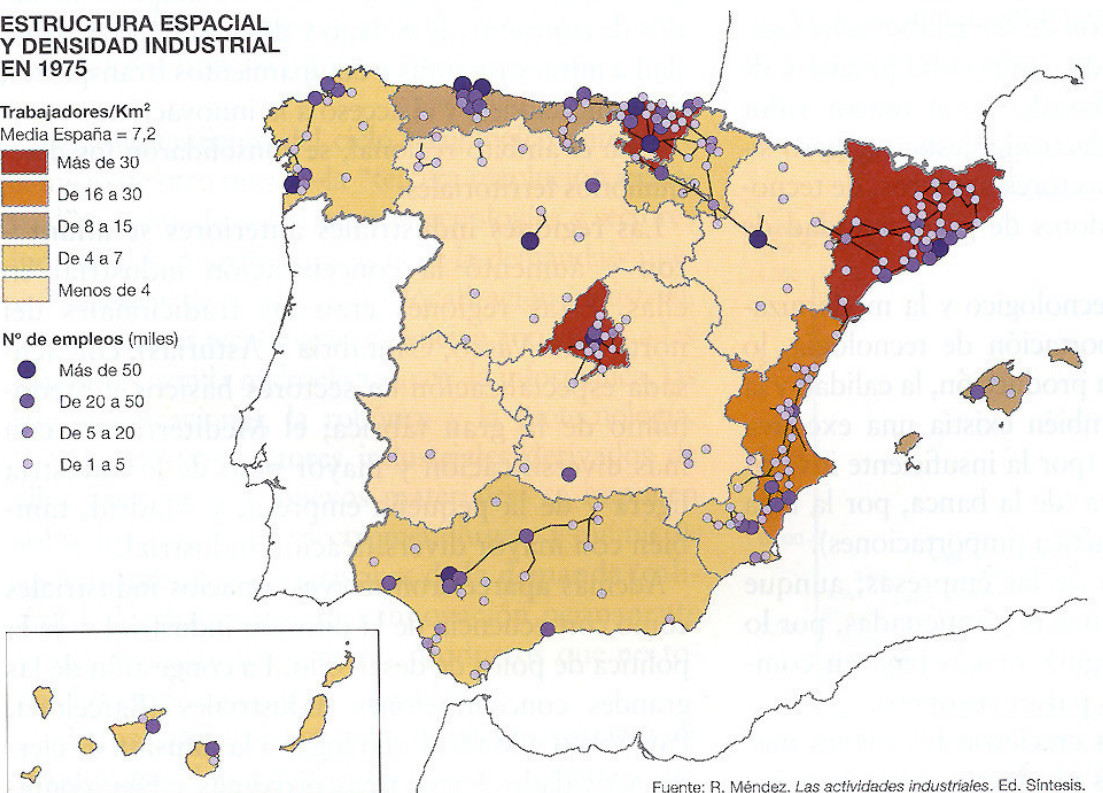 ESTRUCTURA ESPACIAL
Y DENSIDAD INDUSTRIAL
EN 1975
Trabajadores/Km²
Media España = 7,2
Más de 30
De 16 a 30
De 8 a 15
De 4 a 7
Menos de 4
Nº de empleos (miles)
Más de 50
De 20 a 50
De 5 a 20
De 1 a 5
Fuente: R. Méndez. Las actividades industriales. Ed. Síntesis.